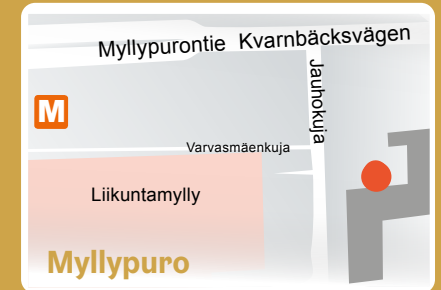 Myllypurontie Kvarnbäcksvägen
Jauhokuja
M
Varvasmäenkuja
Liikuntamylly
Myllypuro